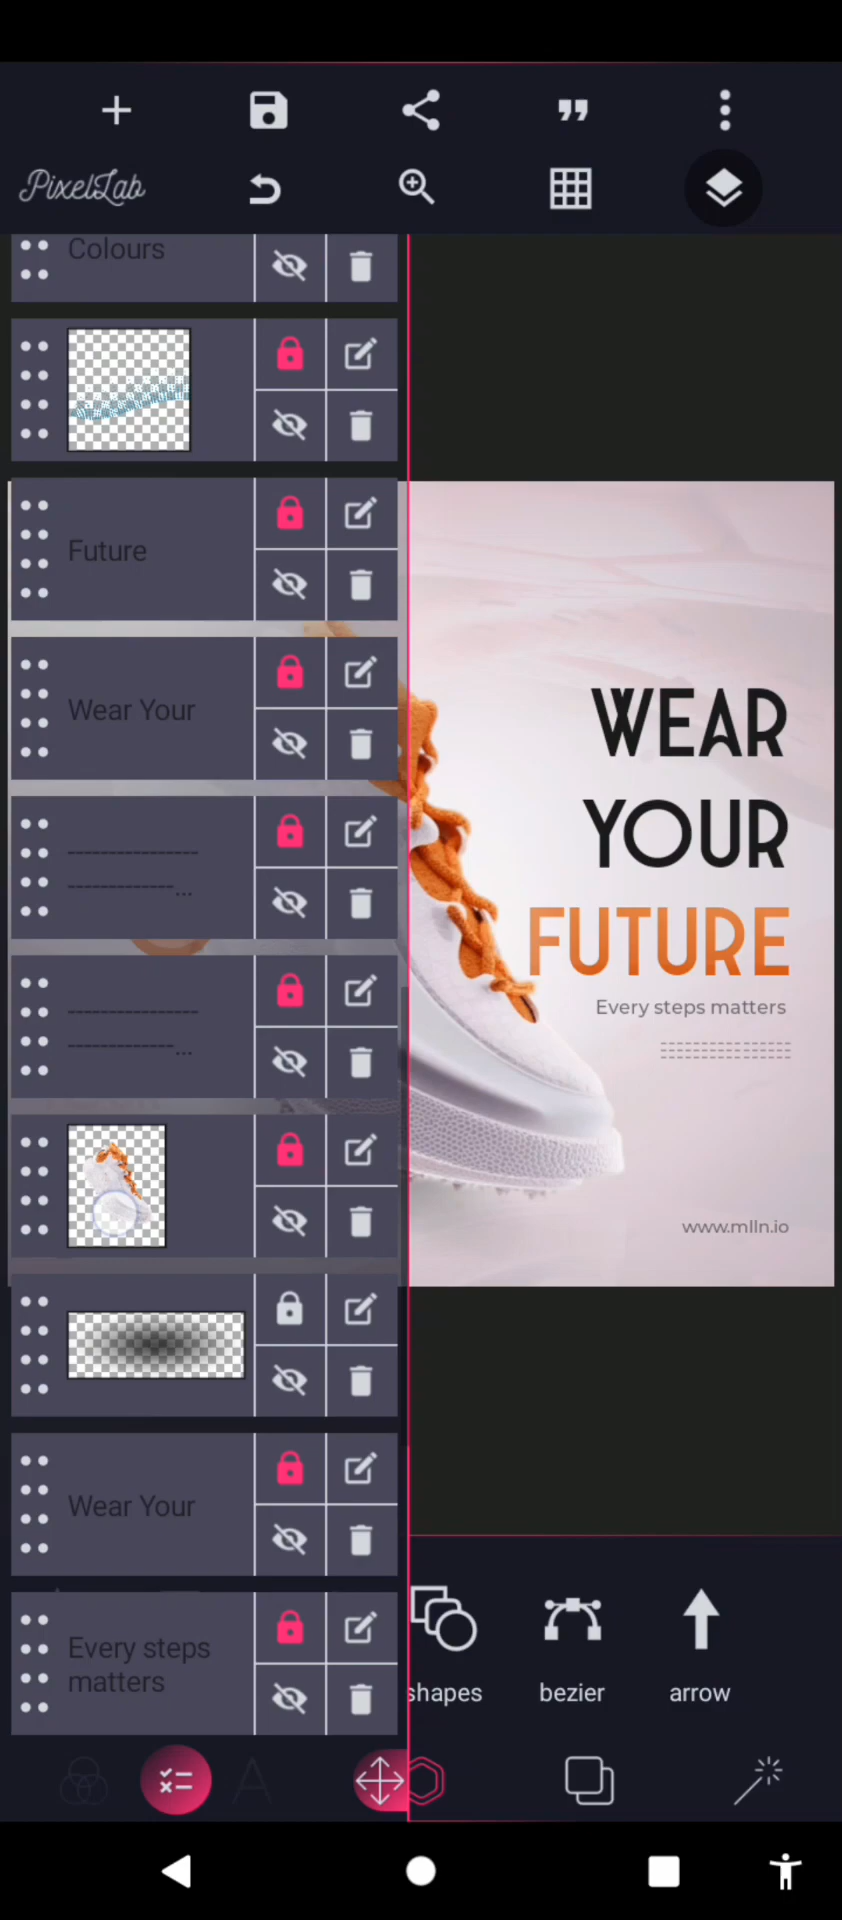 PixelLab
Colours
Future
Wear Your
WEAR
YOUR
FUTURE
Every steps matters
-----------------
--------------...
-----------------
--------------...
www.mlln.io
Wear Your
Every steps
matters
shapes
bezier
arrow